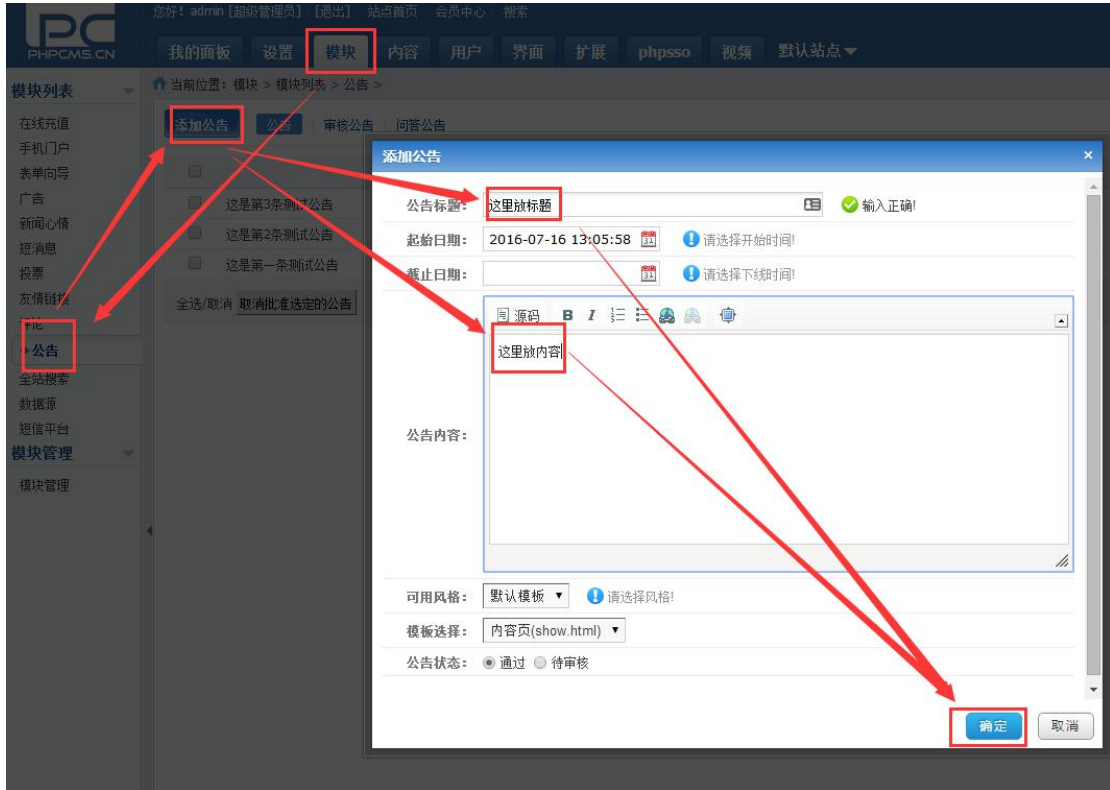 PHPCMS.CN
您好！admin [超级管理员] [退出] 站点首页 会员中心 搜索
我的面板 设置 模块 内容 用户 界面 扩展 phpsso 视频 默认站点
当前位置：模块 > 模块列表 > 公告 >
模块列表
在线充值
手机门户
表单向导
广告
新闻心情
短消息
投票
友情链接
评论
公告
全站搜索
数据源
短信平台
模块管理
模块管理
添加公告 公告 审核公告 问答公告
这是第3条测试公告
这是第2条测试公告
这是第一条测试公告
全选/取消 取消批准选定的公告
添加公告 ×
公告标题： 这里放标题 输入正确!
起始日期： 2016-07-16 13:05:58 请选择开始时间!
截止日期： 请选择下线时间!
源码 B I
公告内容： 这里放内容
可用风格： 默认模板 请选择风格!
模板选择： 内容页(show.html)
公告状态： 通过 待审核
确定 取消